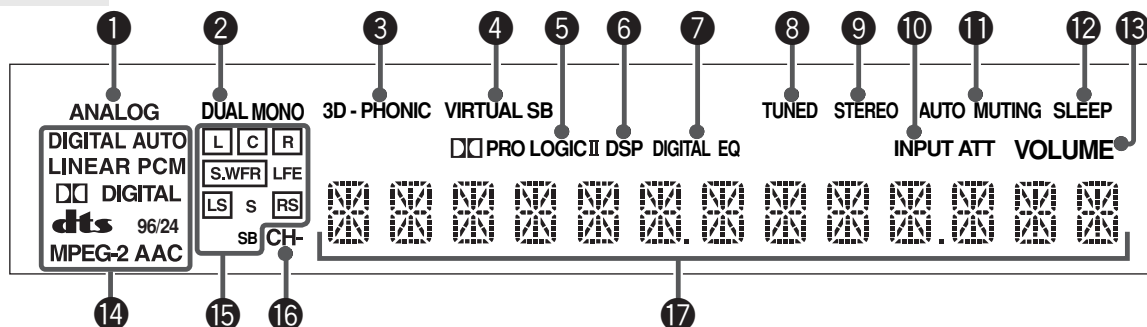 1 2 3 4 5 6 7 8 9 10 11 12 13
ANALOG DUAL MONO 3D - PHONIC VIRTUAL SB TUNED STEREO AUTO MUTING SLEEP
DIGITAL AUTO L C R PRO LOGIC II DSP DIGITAL EQ INPUT ATT VOLUME
LINEAR PCM S.WFR LFE
DIGITAL LS S RS
dts 96/24
MPEG-2 AAC SB CH-
14 15 16 17